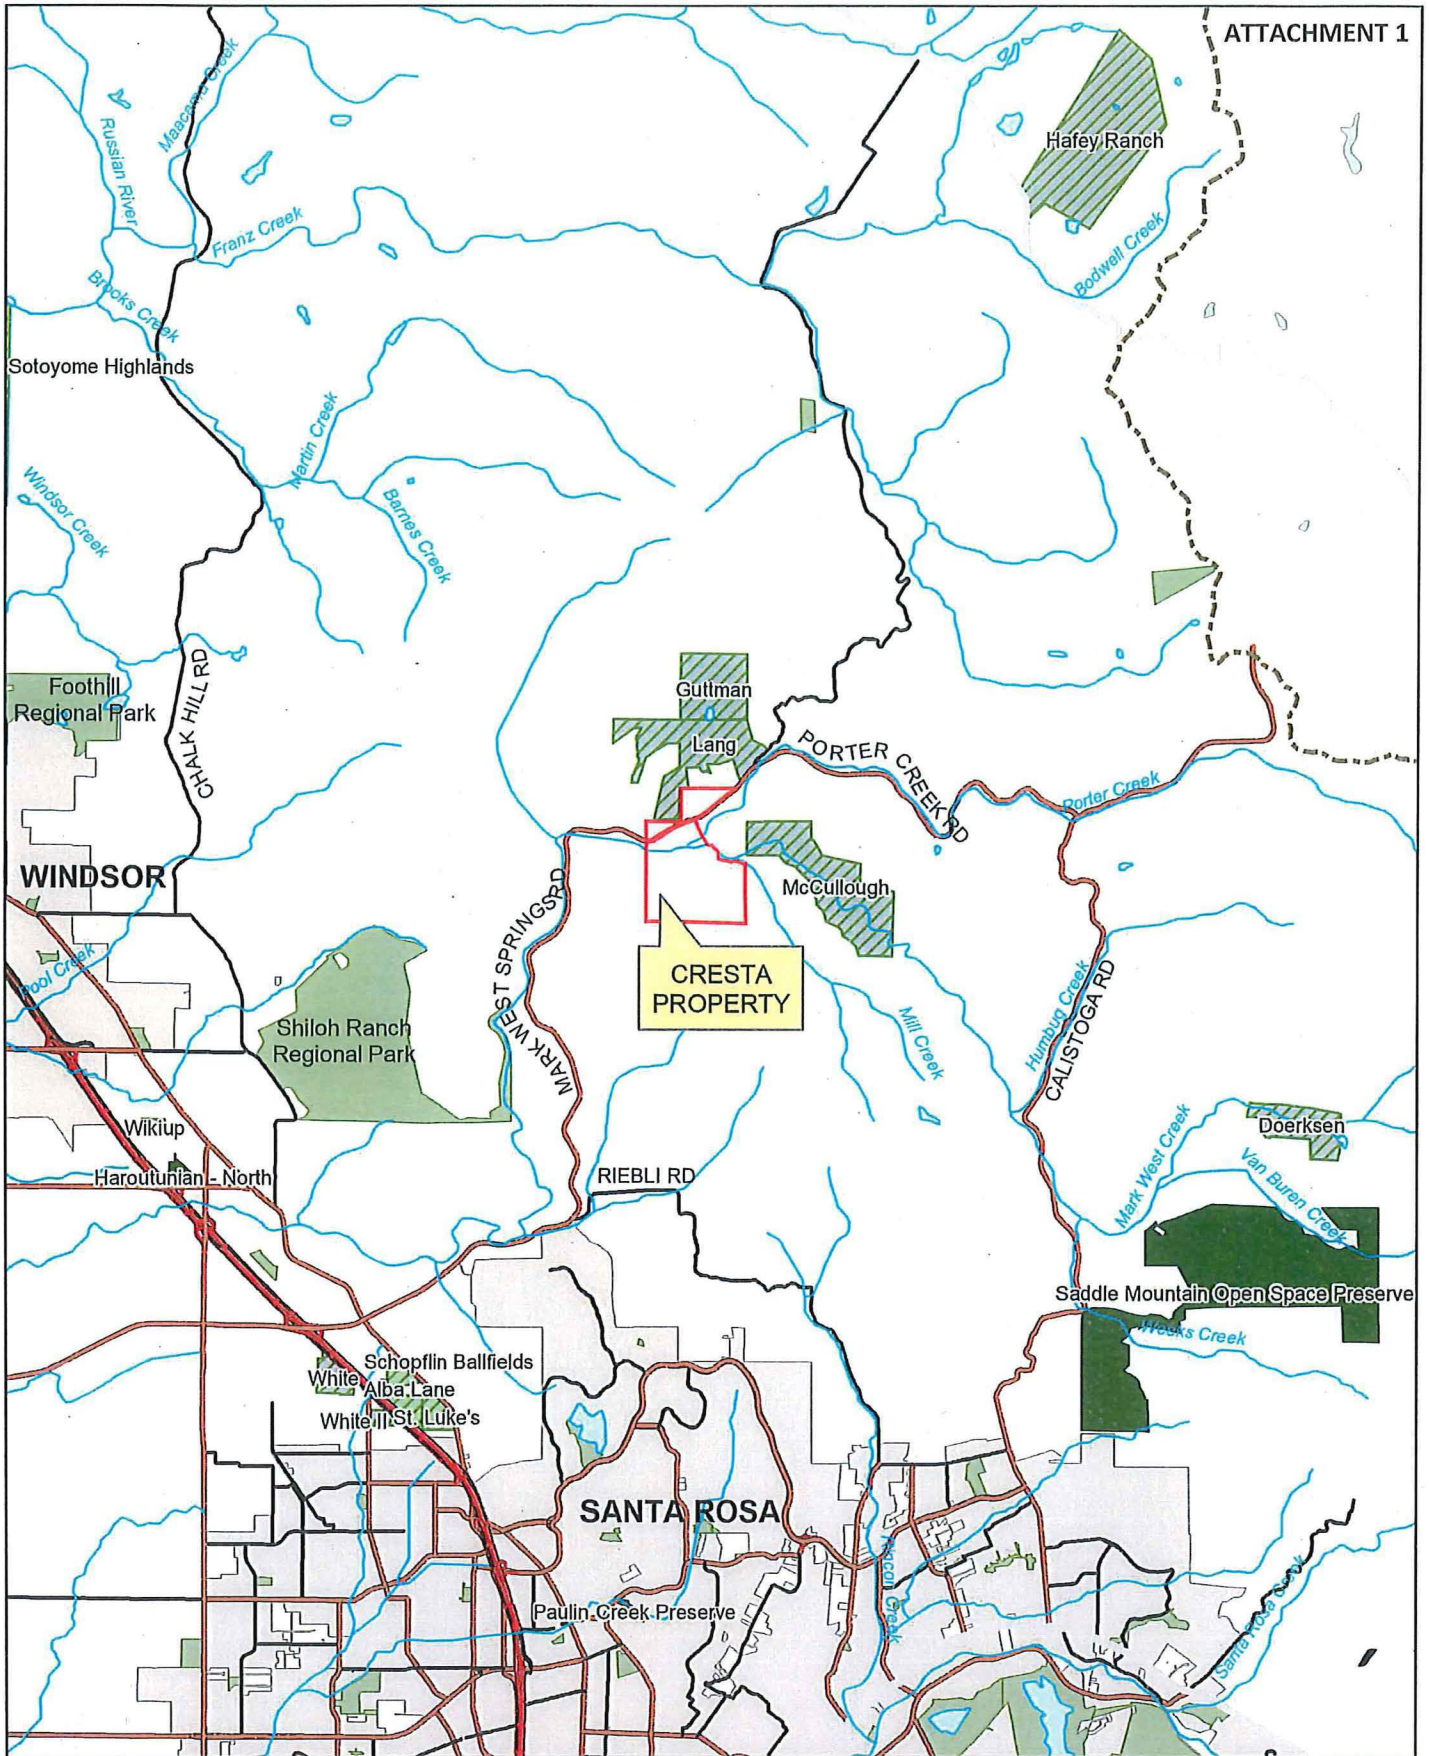 ATTACHMENT 1
Maacama Creek
Russian River
Hafey Ranch
Franz Creek
Bodwell Creek
Brooks Creek
Sotoyome Highlands
Martin Creek
Windsor Creek
Barnes Creek
Foothill
Regional Park
CHALK HILL RD
Guttman
Lang
PORTER CREEK RD
Porter Creek
WINDSOR
McCullough
MARK WEST SPRINGS RD
CRESTA
PROPERTY
Pool Creek
Shiloh Ranch
Regional Park
Mill Creek
Humbug Creek
CALISTOGA RD
Wikiup
Doerksen
Mark West Creek
Van Buren Creek
Haroutunian - North
RIEBLI RD
Saddle Mountain Open Space Preserve
Weeks Creek
Schopflin Ballfields
White
Alba Lane
White II
St. Luke's
SANTA ROSA
Rincon Creek
Paulin Creek Preserve
Santa Rosa Creek